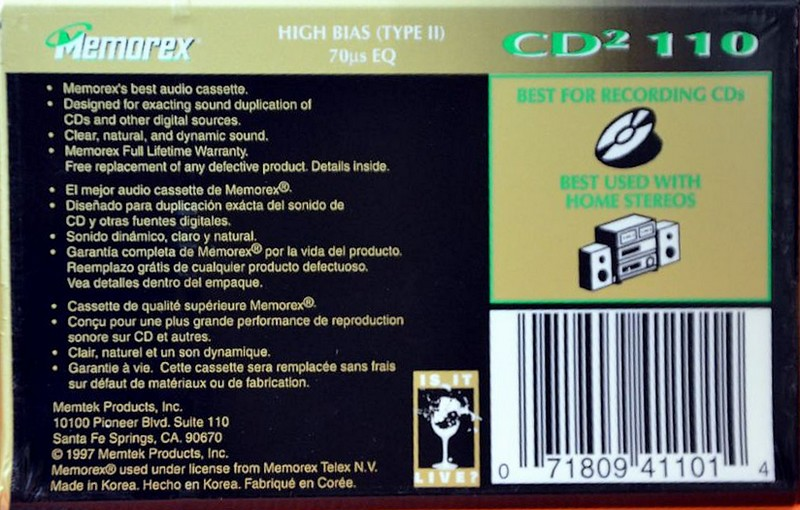 Memorex
HIGH BIAS (TYPE II)
70µs EQ
CD² 110
• Memorex's best audio cassette.
• Designed for exacting sound duplication of
CDs and other digital sources.
• Clear, natural, and dynamic sound.
• Memorex Full Lifetime Warranty.
Free replacement of any defective product. Details inside.
• El mejor audio cassette de Memorex®.
• Diseñado para duplicación exácta del sonido de
CD y otras fuentes digitales.
• Sonido dinámico, claro y natural.
• Garantía completa de Memorex® por la vida del producto.
Reemplazo grátis de cualquier producto defectuoso.
Vea detalles dentro del empaque.
• Cassette de qualité supérieure Memorex®.
• Conçu pour une plus grande performance de reproduction
sonore sur CD et autres.
• Clair, naturel et un son dynamique.
• Garantie à vie. Cette cassette sera remplacée sans frais
sur défaut de matériaux ou de fabrication.
Memtek Products, Inc.
10100 Pioneer Blvd. Suite 110
Santa Fe Springs, CA. 90670
© 1997 Memtek Products, Inc.
Memorex® used under license from Memorex Telex N.V.
Made in Korea. Hecho en Korea. Fabriqué en Corée.
IS IT
LIVE?
BEST FOR RECORDING CDs
BEST USED WITH
HOME STEREOS
0 71809 41101 4